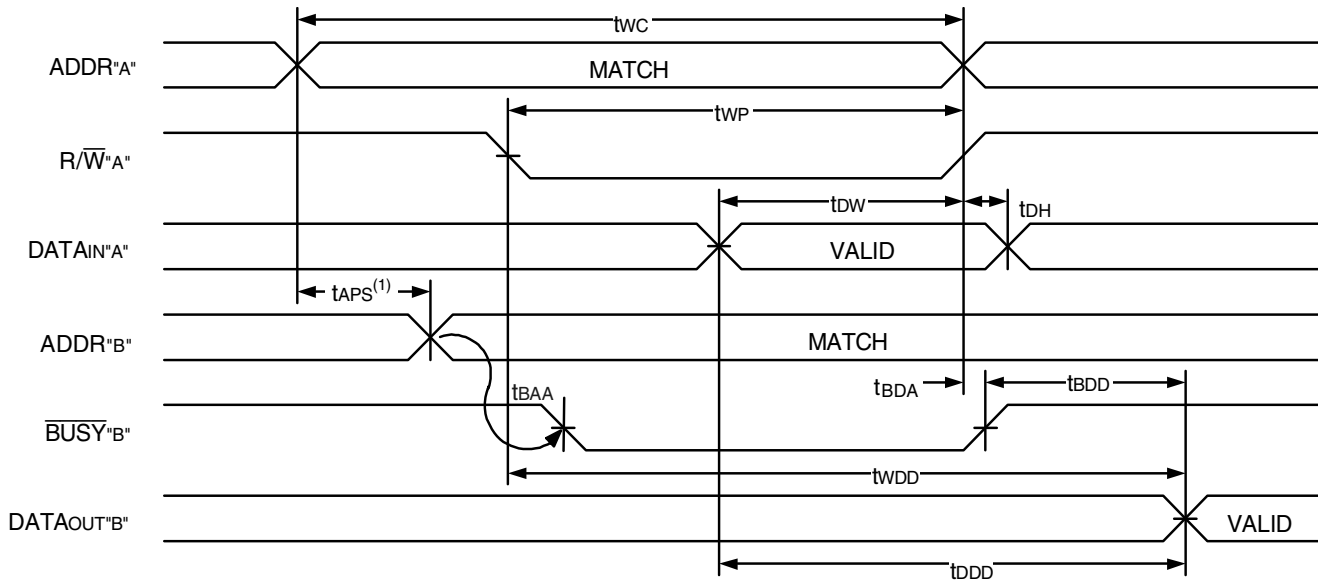 tWC
ADDR"A"
MATCH
tWP
R/W̅"A"
tDW
tDH
DATAIN"A"
VALID
tAPS(1)
ADDR"B"
MATCH
tBAA
tBDA
tBDD
B̅U̅S̅Y̅"B"
tWDD
DATAOUT"B"
VALID
tDDD